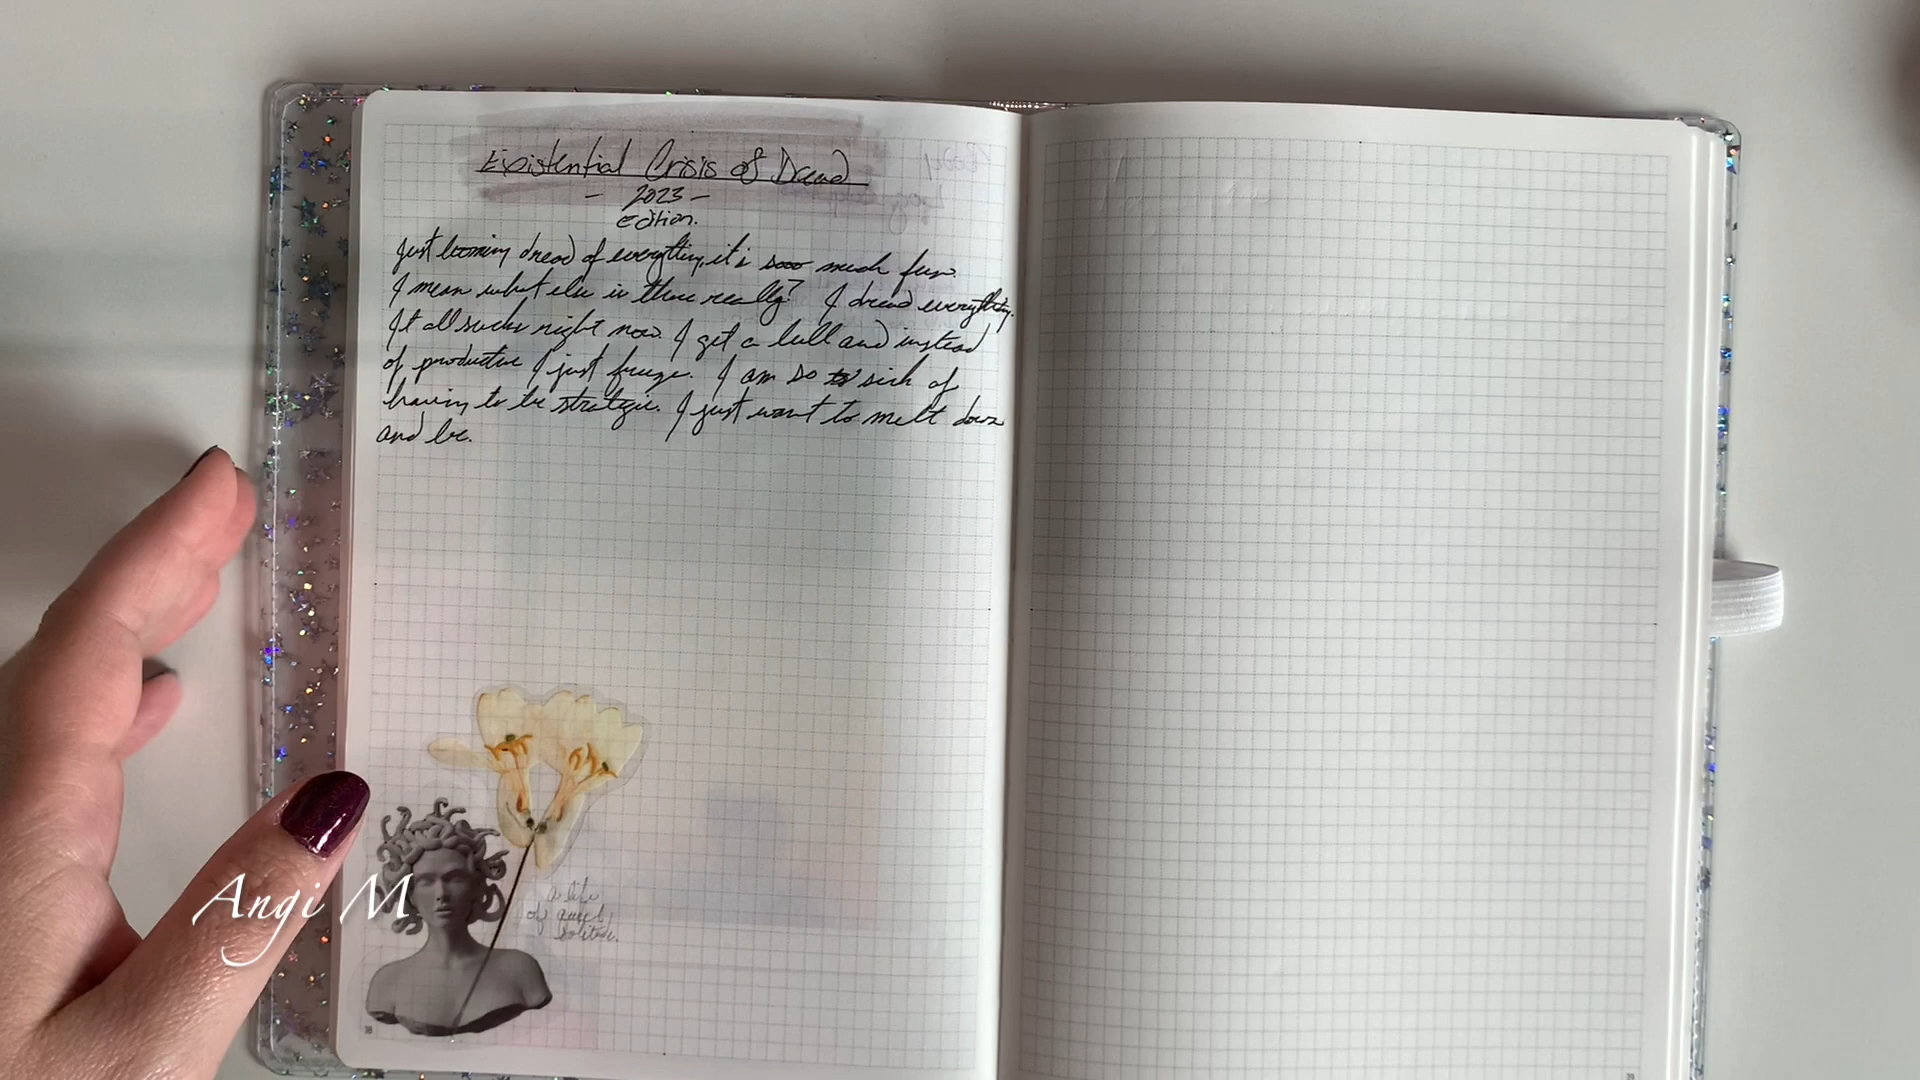 Existential Crisis of Dread
- 2023 -
edition.
Just looming dread of everything, it's sooo much fun.
I mean what else is there really? I dread everything.
It all sucks right now. I get a lull and instead
of productive I just freeze. I am so sick of
having to be strategic. I just want to melt down
and be.
a life
of quiet
solitude.
Angi M